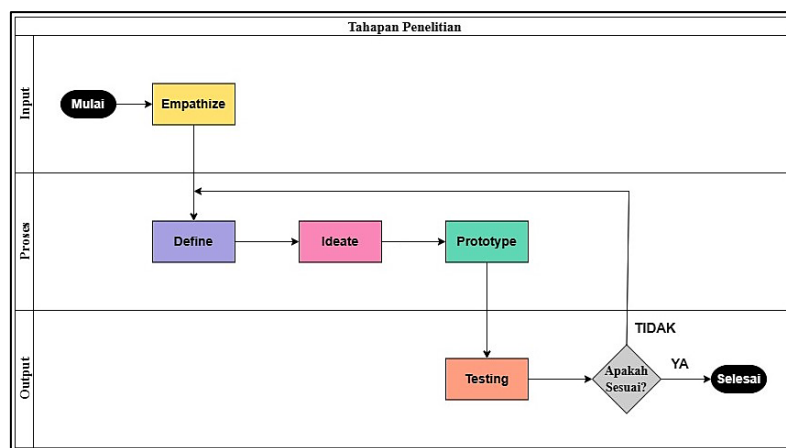 Tahapan Penelitian
Input
Mulai
Empathize
Proses
Define
Ideate
Prototype
Output
Testing
Apakah
Sesuai?
TIDAK
YA
Selesai